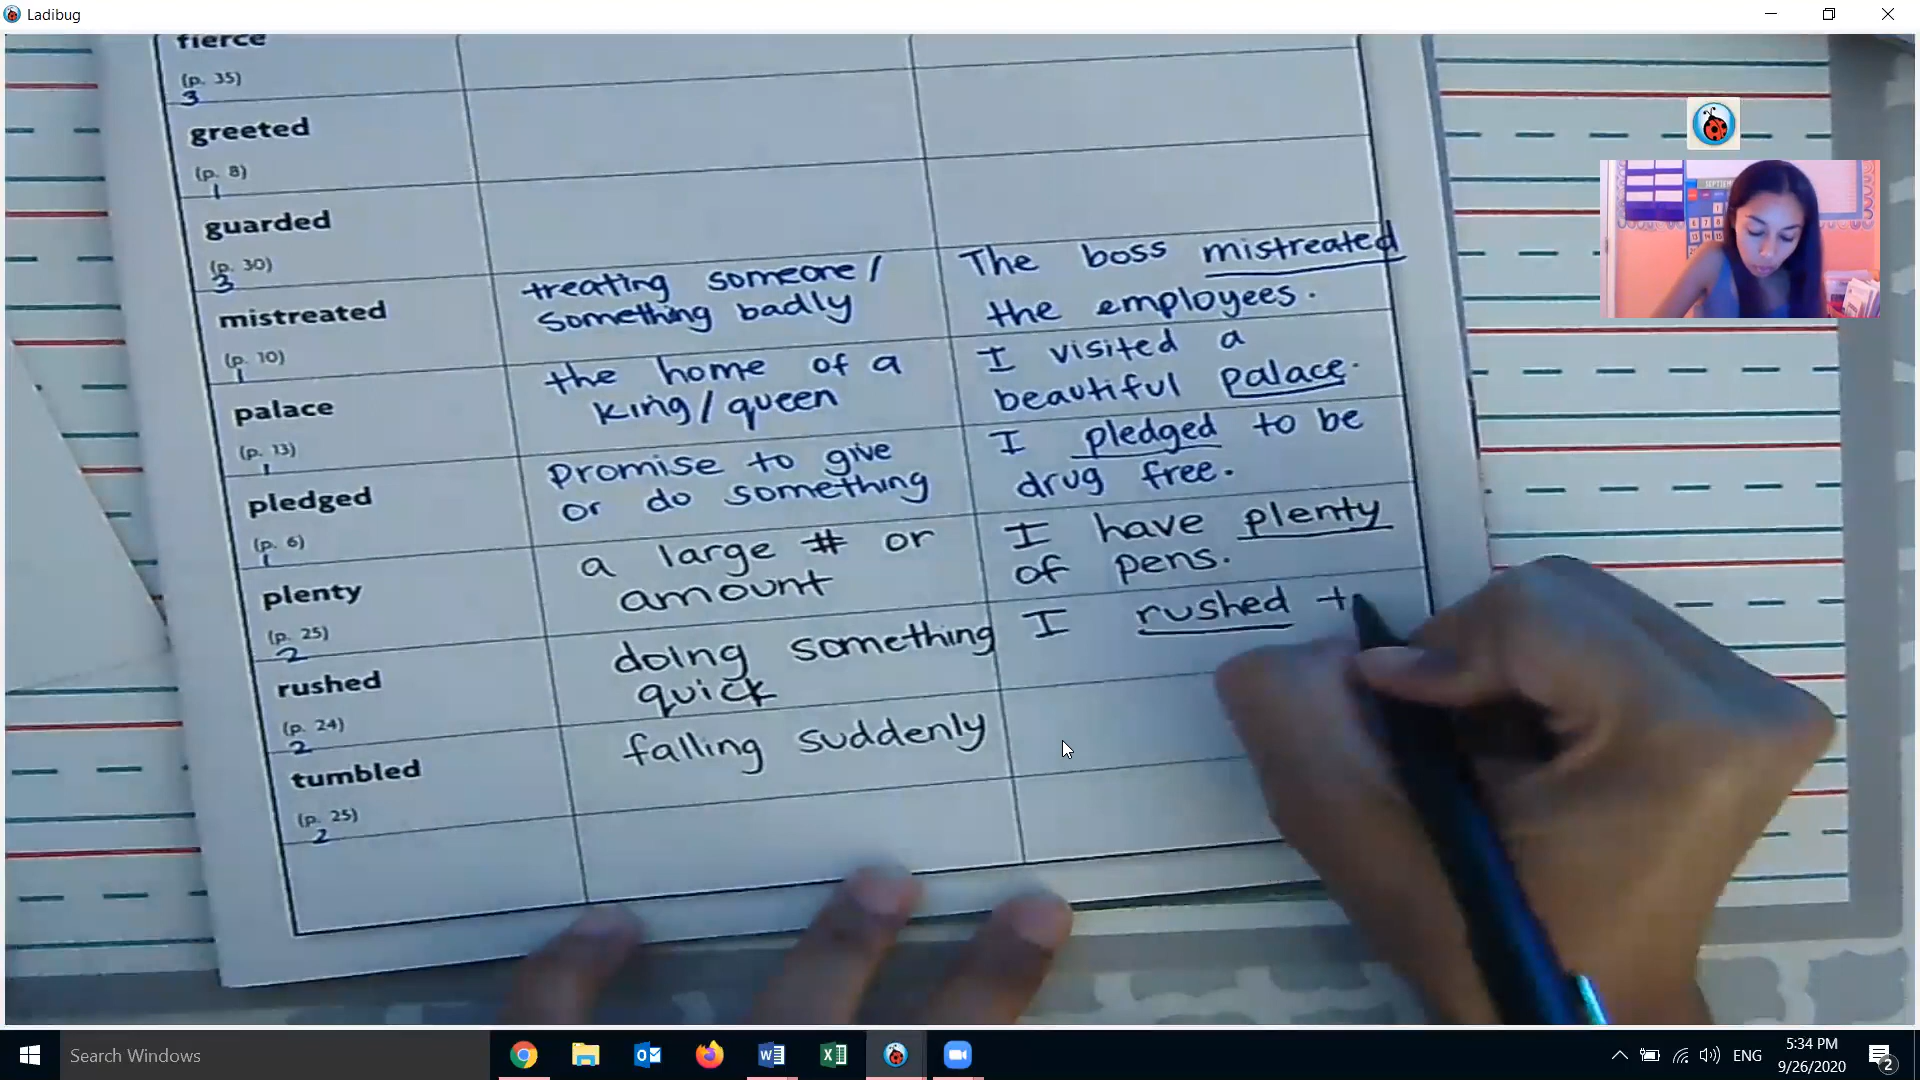 Ladibug
fierce
(p. 35)
3
greeted
(p. 8)
1
guarded
(p. 30)
3
mistreated
treating someone/
something badly
The boss mistreated
the employees.
(p. 10)
1
palace
the home of a
king/queen
I visited a
beautiful palace.
(p. 13)
1
pledged
promise to give
or do something
I pledged to be
drug free.
(p. 6)
1
plenty
a large # or
amount
I have plenty
of pens.
(p. 25)
2
rushed
doing something
quick
I rushed
(p. 24)
2
tumbled
falling suddenly
(p. 25)
2
Search Windows
ENG
5:34 PM
9/26/2020
2